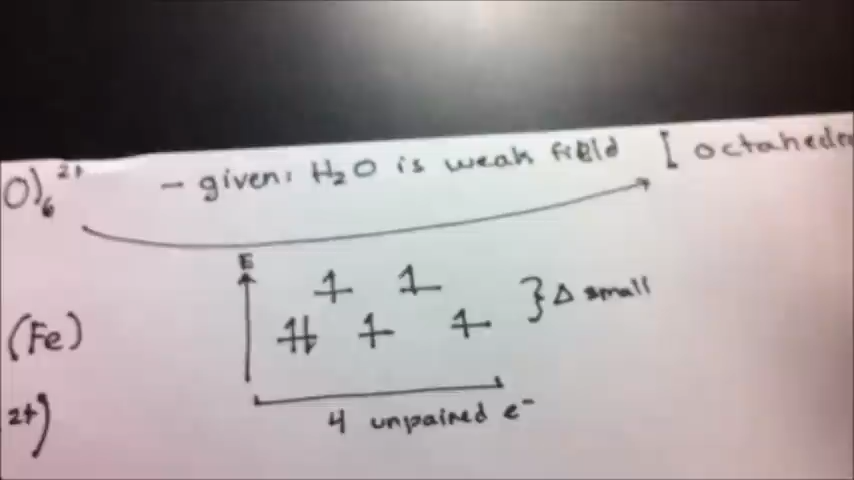 O)₆²⁺ - given: H₂O is weak field [octahedr
E
} Δ small
(Fe)
2+)
4 unpaired e⁻